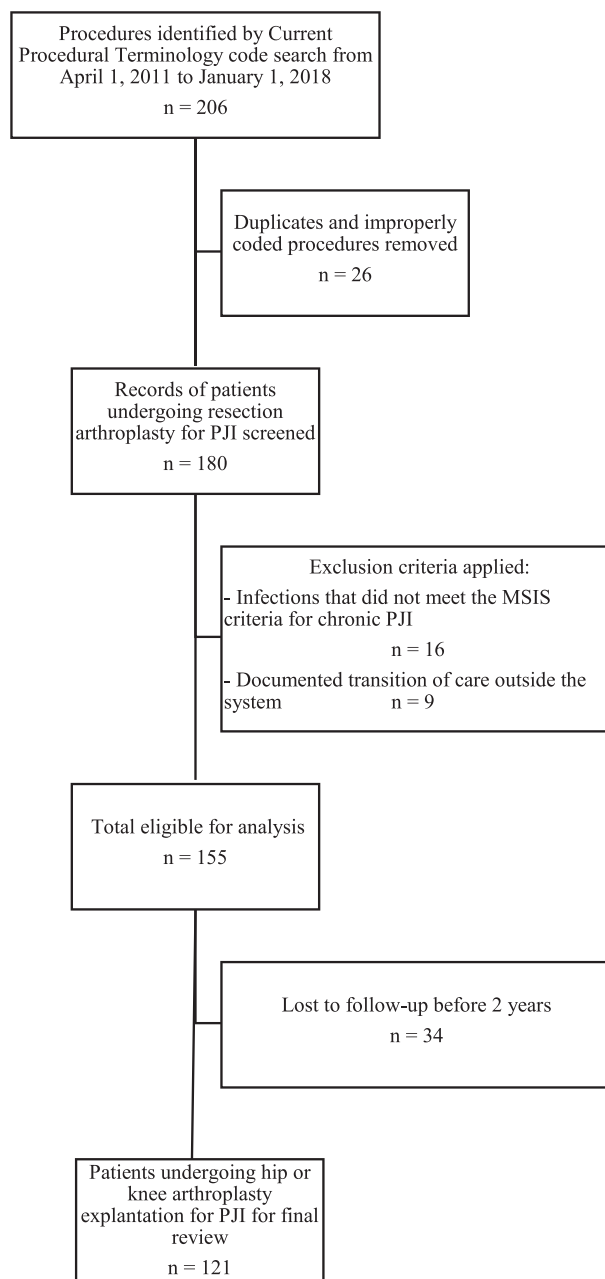 Procedures identified by Current
Procedural Terminology code search from
April 1, 2011 to January 1, 2018
n = 206
Duplicates and improperly
coded procedures removed
n = 26
Records of patients
undergoing resection
arthroplasty for PJI screened
n = 180
Exclusion criteria applied:
- Infections that did not meet the MSIS
criteria for chronic PJI
n = 16
- Documented transition of care outside the
system n = 9
Total eligible for analysis
n = 155
Lost to follow-up before 2 years
n = 34
Patients undergoing hip or
knee arthroplasty
explantation for PJI for final
review
n = 121